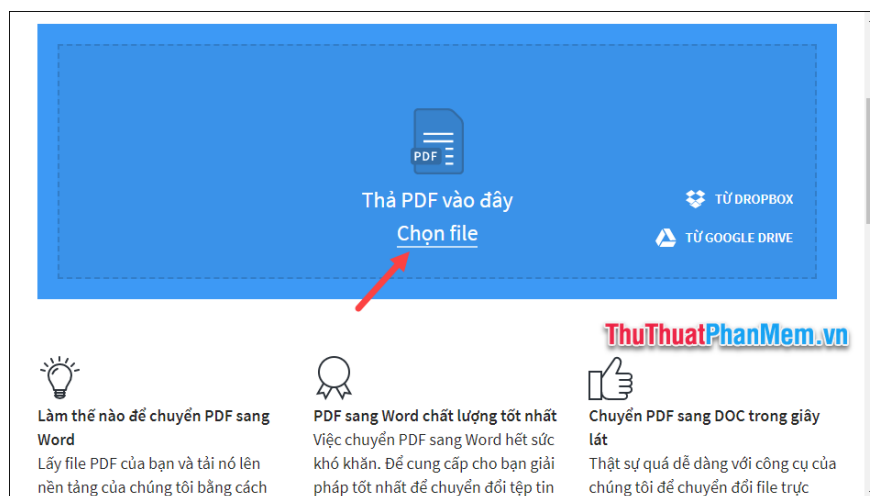 PDF
Thả PDF vào đây
Chọn file
TỪ DROPBOX
TỪ GOOGLE DRIVE
ThuThuatPhanMem.vn
Làm thế nào để chuyển PDF sang
Word
Lấy file PDF của bạn và tải nó lên
nền tảng của chúng tôi bằng cách
PDF sang Word chất lượng tốt nhất
Việc chuyển PDF sang Word hết sức
khó khăn. Để cung cấp cho bạn giải
pháp tốt nhất để chuyển đổi tệp tin
Chuyển PDF sang DOC trong giây
lát
Thật sự quá dễ dàng với công cụ của
chúng tôi để chuyển đổi file trực